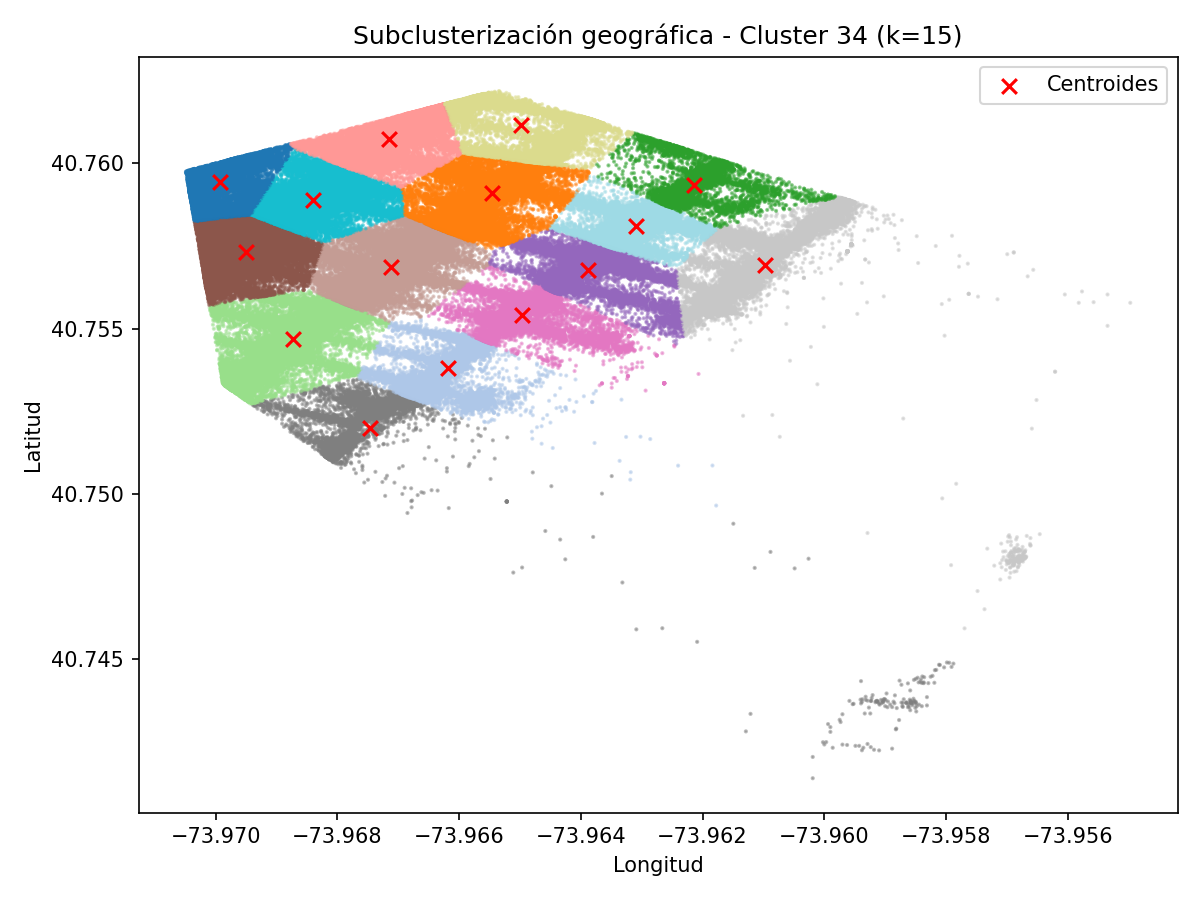 Subclusterización geográfica - Cluster 34 (k=15)
Centroides
40.760
40.755
40.750
40.745
Latitud
−73.970 −73.968 −73.966 −73.964 −73.962 −73.960 −73.958 −73.956
Longitud